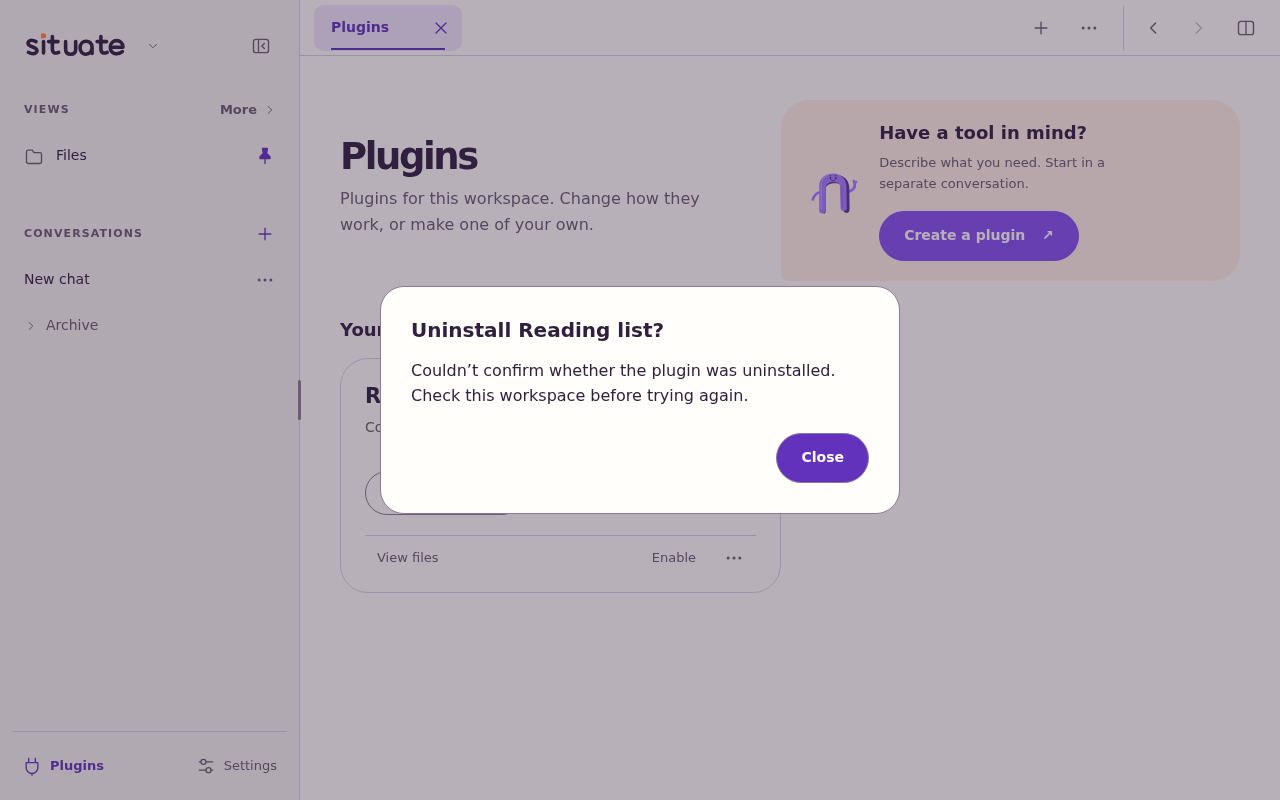 situate
VIEWS
More
Files
CONVERSATIONS
New chat
Archive
Plugins
Settings
Plugins
Plugins
Plugins for this workspace. Change how they
work, or make one of your own.
Have a tool in mind?
Describe what you need. Start in a
separate conversation.
Create a plugin ↗
Your
Uninstall Reading list?
Couldn’t confirm whether the plugin was uninstalled.
Check this workspace before trying again.
Close
View files
Enable